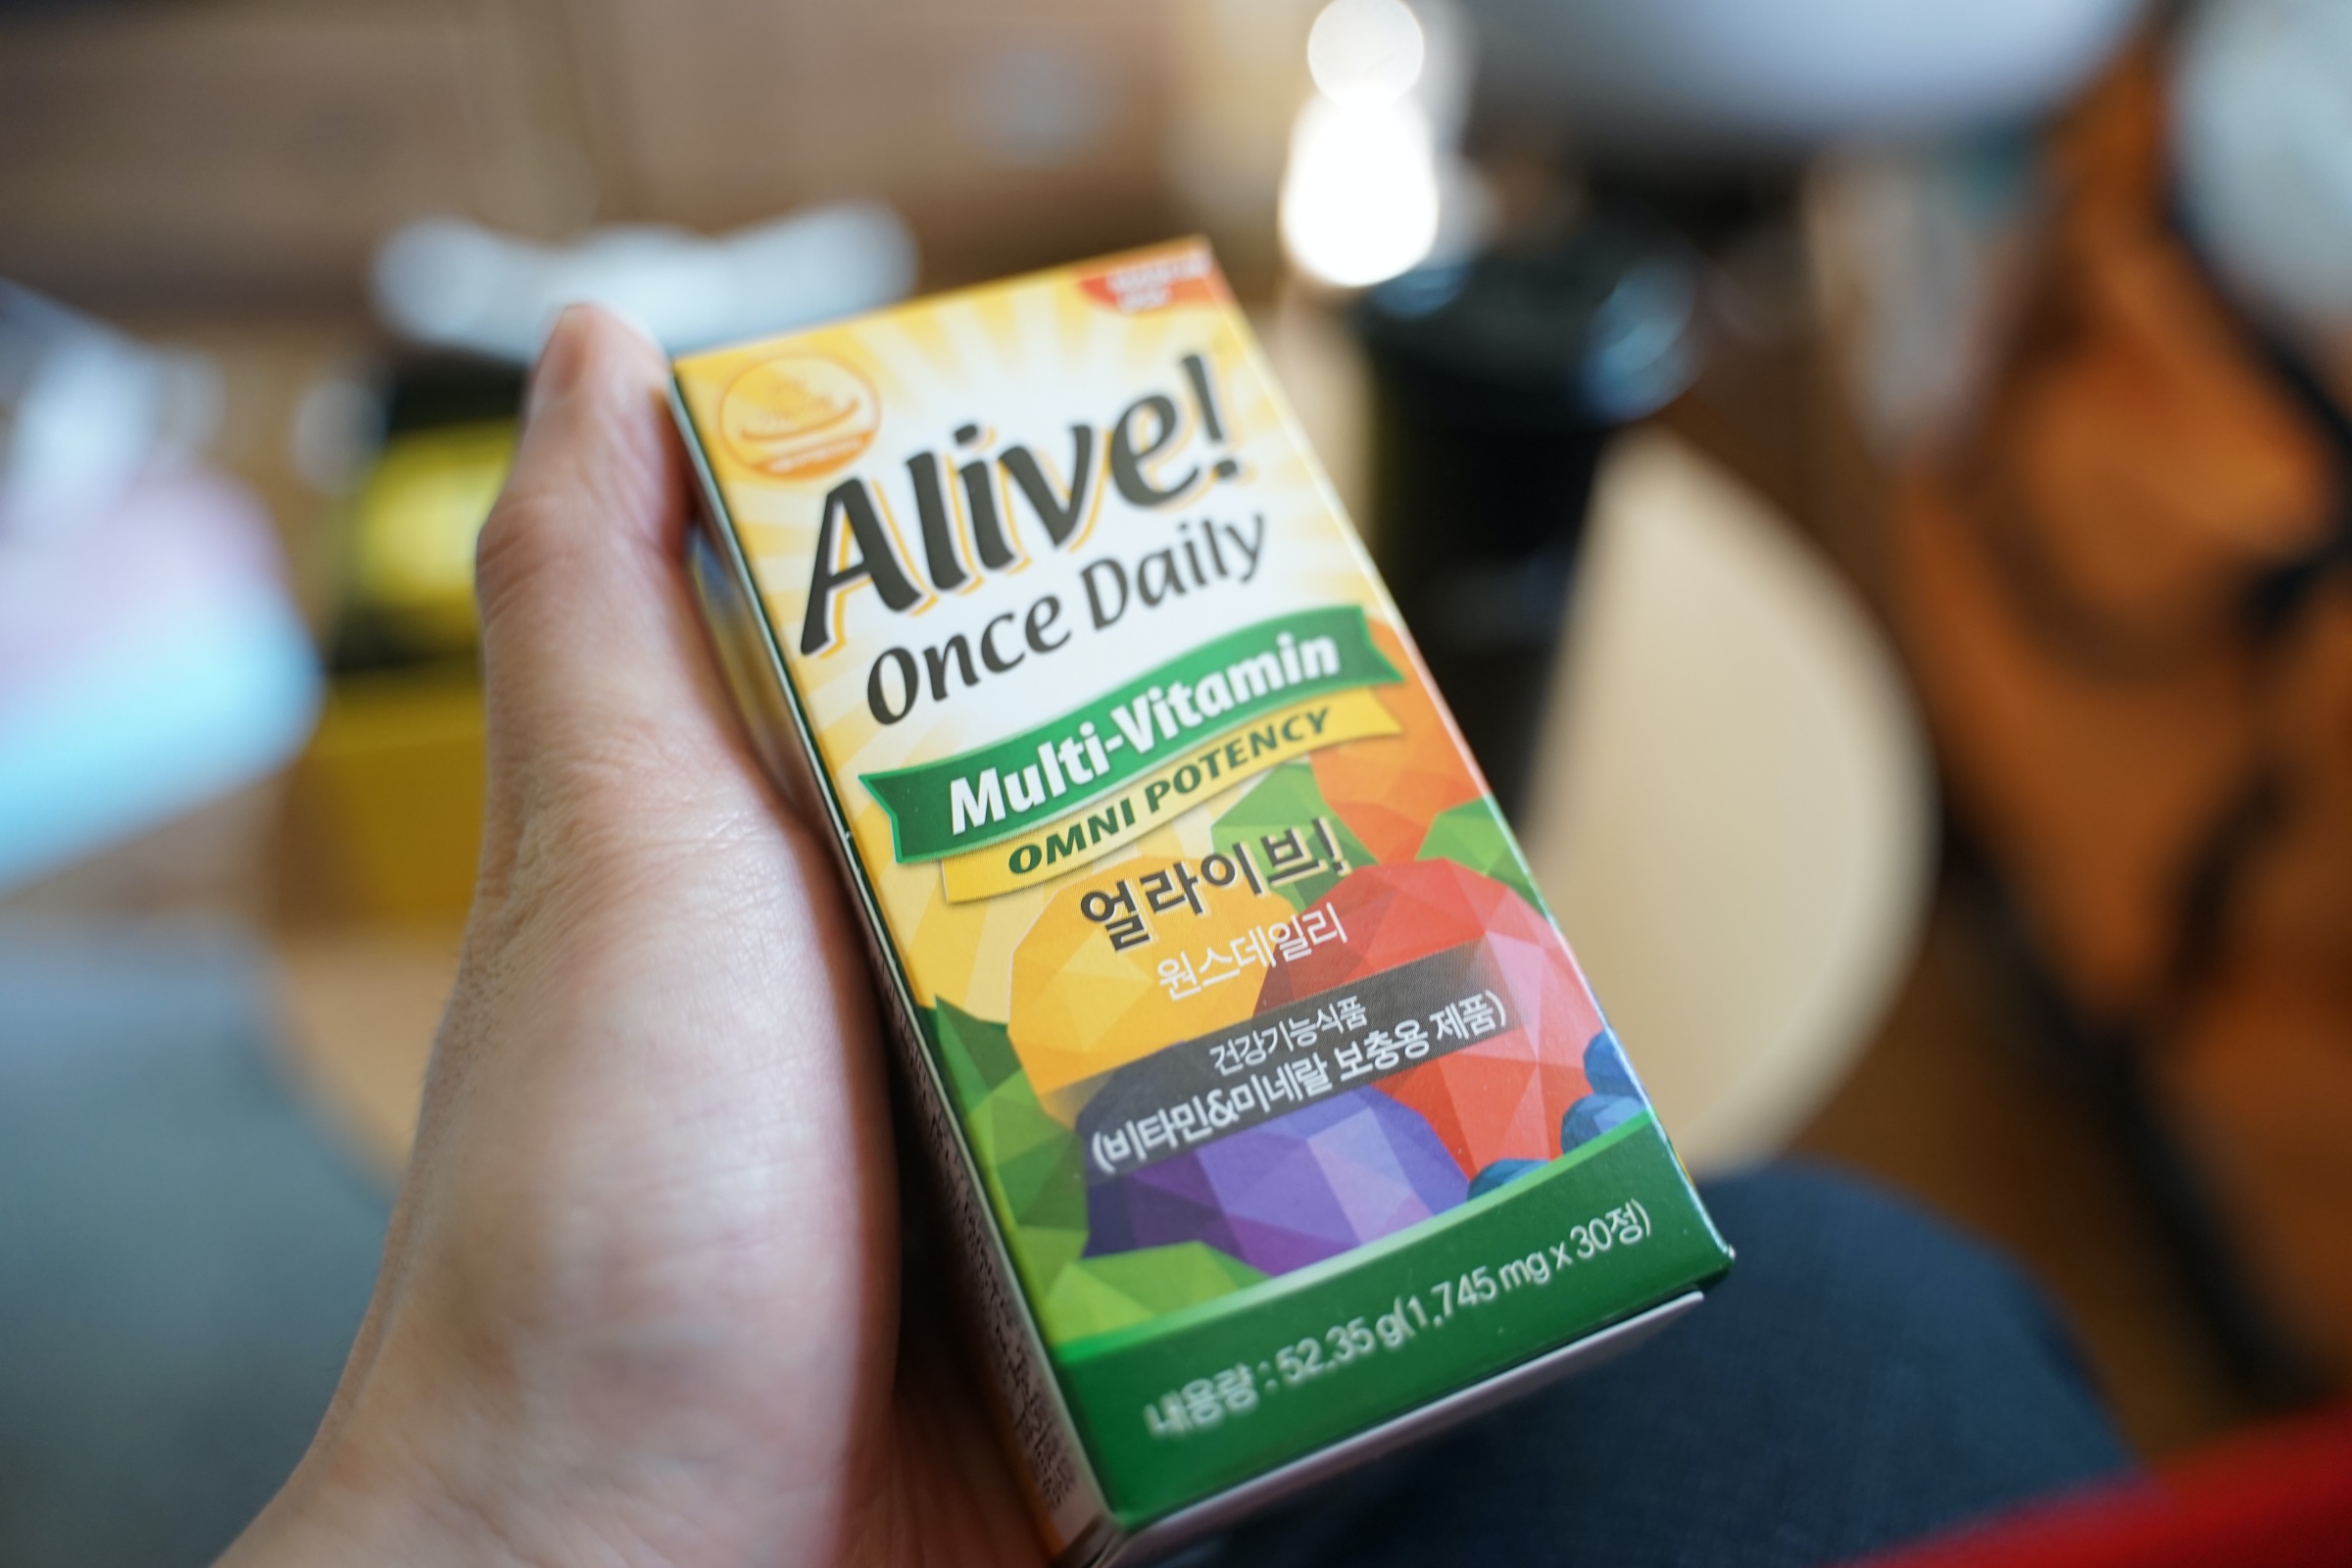 Alive!
Once Daily
Multi-Vitamin
OMNI POTENCY
얼라이브!
원스데일리
건강기능식품
(비타민&미네랄 보충용 제품)
내용량 : 52.35 g(1,745 mg x 30정)